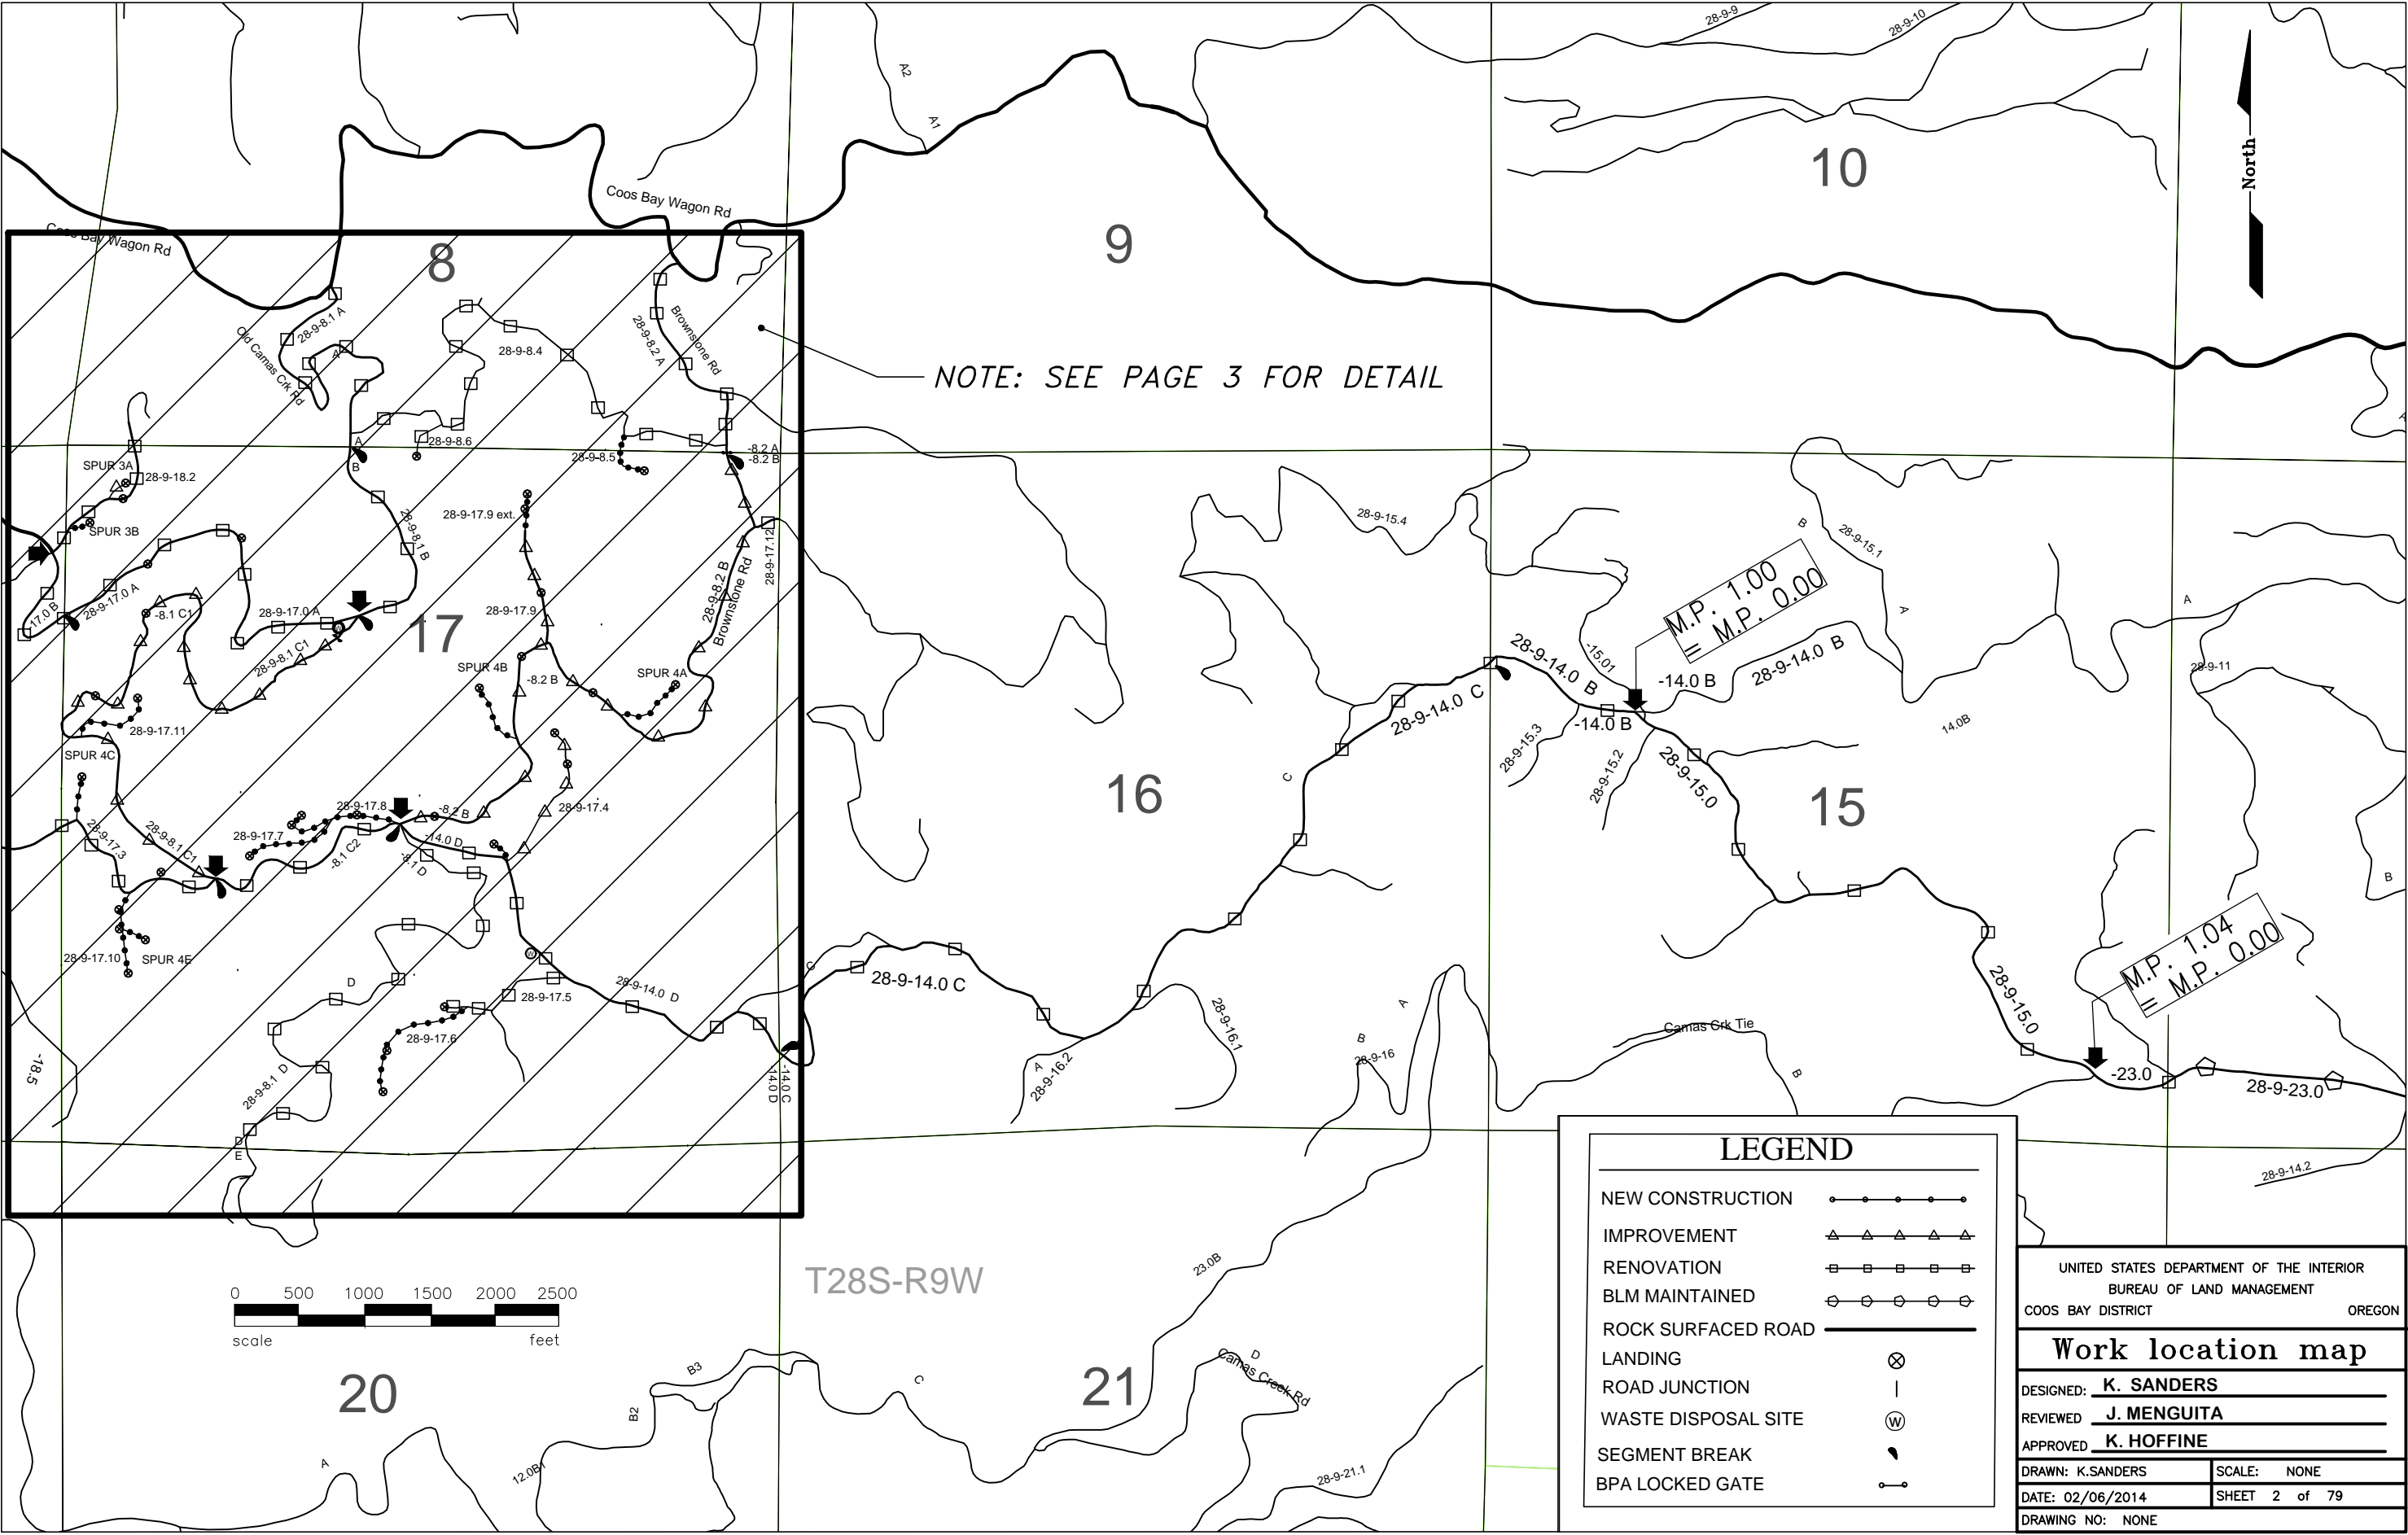 28-9-9
28-9-10
A2
A1
North
10
Coos Bay Wagon Rd
Coos Bay Wagon Rd
8
9
28-9-8.1 A
Old Camas Crk Rd
A
28-9-8.4
28-9-8.2 A
Brownstone Rd
NOTE: SEE PAGE 3 FOR DETAIL
A
B
28-9-8.6
28-9-8.5
-8.2 A
-8.2 B
SPUR 3A
28-9-18.2
SPUR 3B
28-9-17.9 ext.
28-9-8.1 B
28-9-17.12
28-9-15.4
B
28-9-15.1
A
A
M.P. 1.00
= M.P. 0.00
-17.0 B
28-9-17.0 A
-8.1 C1
28-9-17.0 A
17
28-9-17.9
28-9-8.2 B
Brownstone Rd
28-9-8.1 C1
SPUR 4B
-8.2 B
SPUR 4A
28-9-14.0 B
-15.01
-14.0 B
28-9-14.0 B
28-9-11
28-9-17.11
28-9-14.0 C
-14.0 B
14.0B
SPUR 4C
28-9-15.3
28-9-15.2
28-9-15.0
C
16
15
28-9-17.8
-8.2 B
28-9-17.4
28-9-17.7
28-9-17.3
28-9-8.1 C1
-8.1 C2
-14.0 D
-8.1 D
B
28-9-17.10
SPUR 4E
C
28-9-14.0 C
M.P. 1.04
= M.P. 0.00
D
28-9-14.0 D
28-9-17.5
28-9-16.1
A
28-9-15.0
28-9-17.6
B
28-9-16
Camas Crk Tie
-18.5
28-9-8.1 D
-14.0 C
14.0 D
A
28-9-16.2
B
-23.0
28-9-23.0
D
E
28-9-14.2
T28S-R9W
23.0B
0 500 1000 1500 2000 2500
scale feet
20
21
B3
B2
C
D
Camas Creek Rd
A
12.0B1
28-9-21.1
LEGEND
NEW CONSTRUCTION
IMPROVEMENT
RENOVATION
BLM MAINTAINED
ROCK SURFACED ROAD
LANDING
ROAD JUNCTION
WASTE DISPOSAL SITE W
SEGMENT BREAK
BPA LOCKED GATE
UNITED STATES DEPARTMENT OF THE INTERIOR
BUREAU OF LAND MANAGEMENT
COOS BAY DISTRICT OREGON
Work location map
DESIGNED: K. SANDERS
REVIEWED J. MENGUITA
APPROVED K. HOFFINE
DRAWN: K.SANDERS SCALE: NONE
DATE: 02/06/2014 SHEET 2 of 79
DRAWING NO: NONE